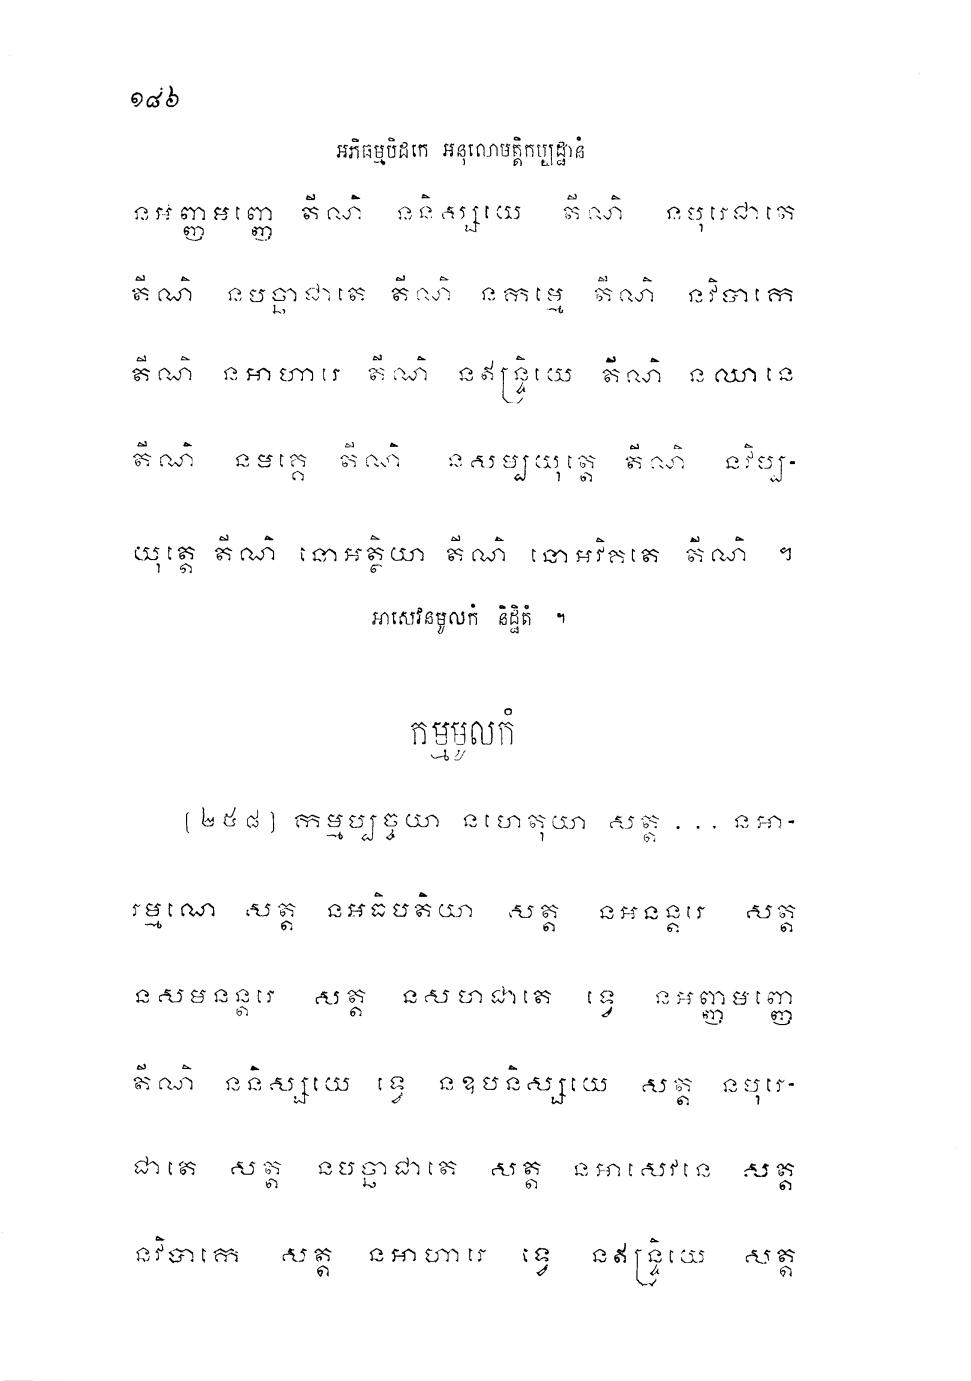 ១៨៦
អភិធម្មបិដកេ អនុលោមត្តិកប្បដ្ឋានំ
នអញ្ញមញ្ញេ តីណិ ននិស្សយេ តីណិ នបុរេជាតេ
តីណិ នបច្ឆាជាតេ តីណិ នកម្មេ តីណិ នវិបាកេ
តីណិ នអាហារេ តីណិ នឥន្ទ្រិយេ តីណិ នឈានេ
តីណិ នមគ្គេ តីណិ នសម្បយុត្តេ តីណិ នវិប្ប-
យុត្តេ តីណិ នោអត្ថិយា តីណិ នោអវិគតេ តីណិ ។
អាសេវនមូលកំ និដ្ឋិតំ ។
កម្មមូលកំ
[២៥៨] កម្មប្បច្ចយា នហេតុយា សត្ត ... នអា-
រម្មណេ សត្ត នអធិបតិយា សត្ត នអនន្តរេ សត្ត
នសមនន្តរេ សត្ត នសហជាតេ ទ្វេ នអញ្ញមញ្ញេ
តីណិ ននិស្សយេ ទ្វេ នឧបនិស្សយេ សត្ត នបុរេ-
ជាតេ សត្ត នបច្ឆាជាតេ សត្ត នអាសេវនេ សត្ត
នវិបាកេ សត្ត នអាហារេ ទ្វេ នឥន្ទ្រិយេ សត្ត